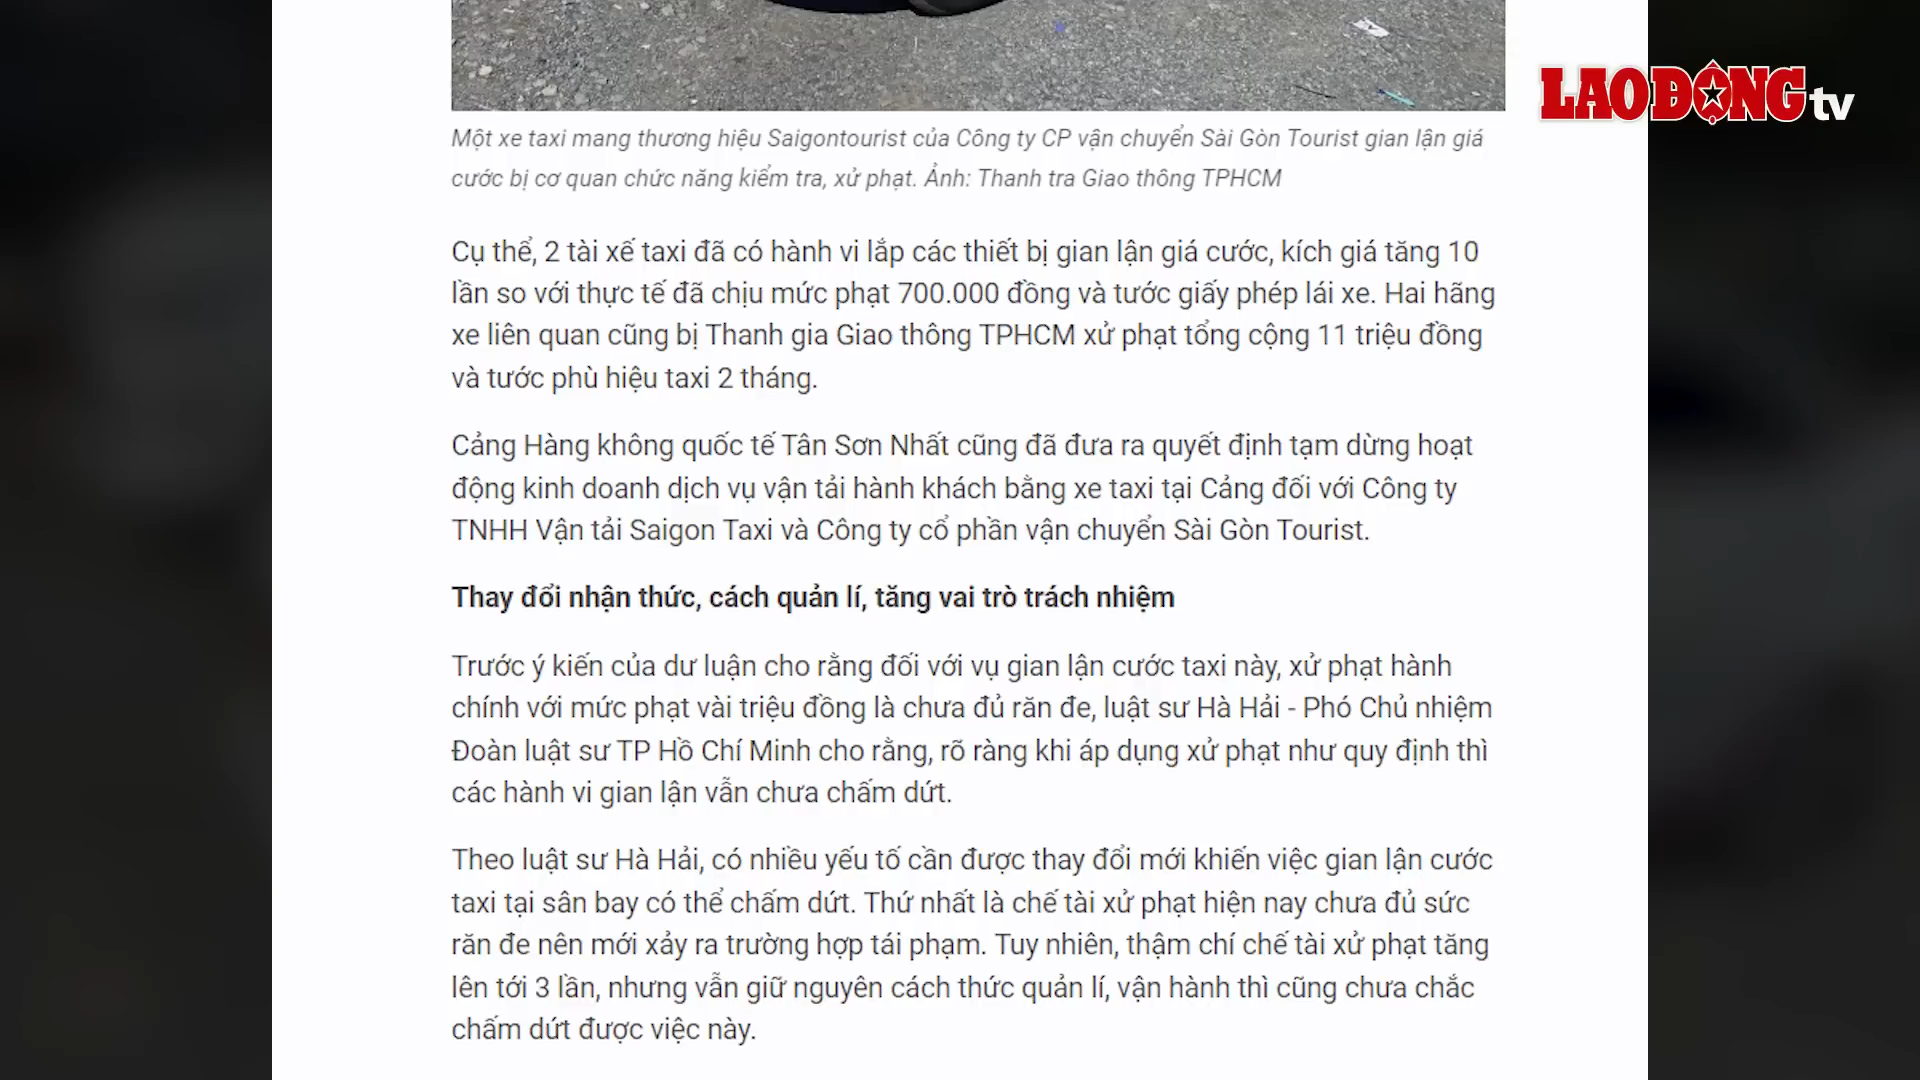 LAO ĐỘNG tv
Một xe taxi mang thương hiệu Saigontourist của Công ty CP vận chuyển Sài Gòn Tourist gian lận giá
cước bị cơ quan chức năng kiểm tra, xử phạt. Ảnh: Thanh tra Giao thông TPHCM
Cụ thể, 2 tài xế taxi đã có hành vi lắp các thiết bị gian lận giá cước, kích giá tăng 10
lần so với thực tế đã chịu mức phạt 700.000 đồng và tước giấy phép lái xe. Hai hãng
xe liên quan cũng bị Thanh gia Giao thông TPHCM xử phạt tổng cộng 11 triệu đồng
và tước phù hiệu taxi 2 tháng.
Cảng Hàng không quốc tế Tân Sơn Nhất cũng đã đưa ra quyết định tạm dừng hoạt
động kinh doanh dịch vụ vận tải hành khách bằng xe taxi tại Cảng đối với Công ty
TNHH Vận tải Saigon Taxi và Công ty cổ phần vận chuyển Sài Gòn Tourist.
Thay đổi nhận thức, cách quản lí, tăng vai trò trách nhiệm
Trước ý kiến của dư luận cho rằng đối với vụ gian lận cước taxi này, xử phạt hành
chính với mức phạt vài triệu đồng là chưa đủ răn đe, luật sư Hà Hải - Phó Chủ nhiệm
Đoàn luật sư TP Hồ Chí Minh cho rằng, rõ ràng khi áp dụng xử phạt như quy định thì
các hành vi gian lận vẫn chưa chấm dứt.
Theo luật sư Hà Hải, có nhiều yếu tố cần được thay đổi mới khiến việc gian lận cước
taxi tại sân bay có thể chấm dứt. Thứ nhất là chế tài xử phạt hiện nay chưa đủ sức
răn đe nên mới xảy ra trường hợp tái phạm. Tuy nhiên, thậm chí chế tài xử phạt tăng
lên tới 3 lần, nhưng vẫn giữ nguyên cách thức quản lí, vận hành thì cũng chưa chắc
chấm dứt được việc này.